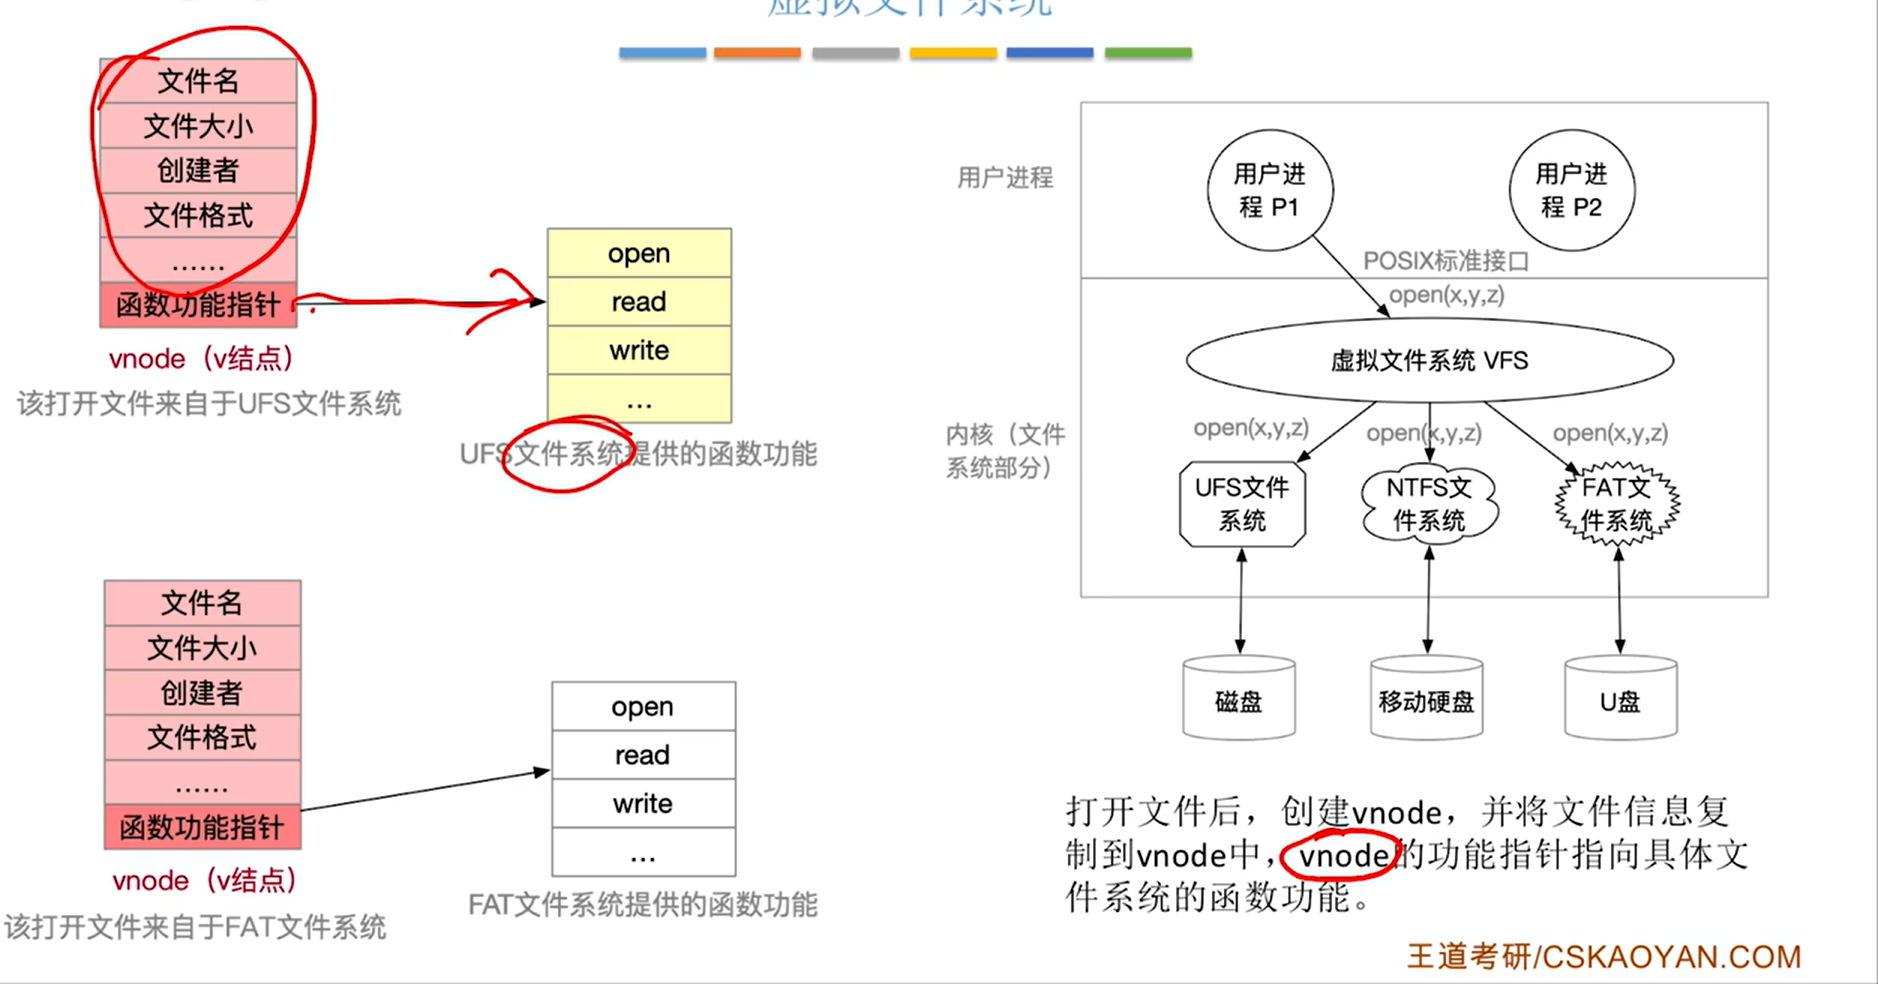 虚拟文件系统
文件名
文件大小
创建者
文件格式
……
函数功能指针
vnode（v结点）
该打开文件来自于UFS文件系统
open
read
write
…
UFS文件系统提供的函数功能
文件名
文件大小
创建者
文件格式
……
函数功能指针
vnode（v结点）
该打开文件来自于FAT文件系统
open
read
write
…
FAT文件系统提供的函数功能
用户进程
用户进
程 P1
用户进
程 P2
POSIX标准接口
open(x,y,z)
虚拟文件系统 VFS
内核（文件
系统部分）
open(x,y,z)
open(x,y,z)
open(x,y,z)
UFS文件
系统
NTFS文
件系统
FAT文
件系统
磁盘
移动硬盘
U盘
打开文件后，创建vnode，并将文件信息复
制到vnode中，vnode的功能指针指向具体文
件系统的函数功能。
王道考研/CSKAOYAN.COM